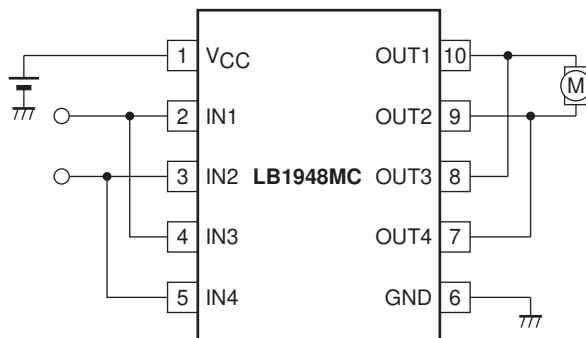 1 VCC OUT1 10
M
2 IN1 OUT2 9
3 IN2 LB1948MC OUT3 8
4 IN3 OUT4 7
5 IN4 GND 6